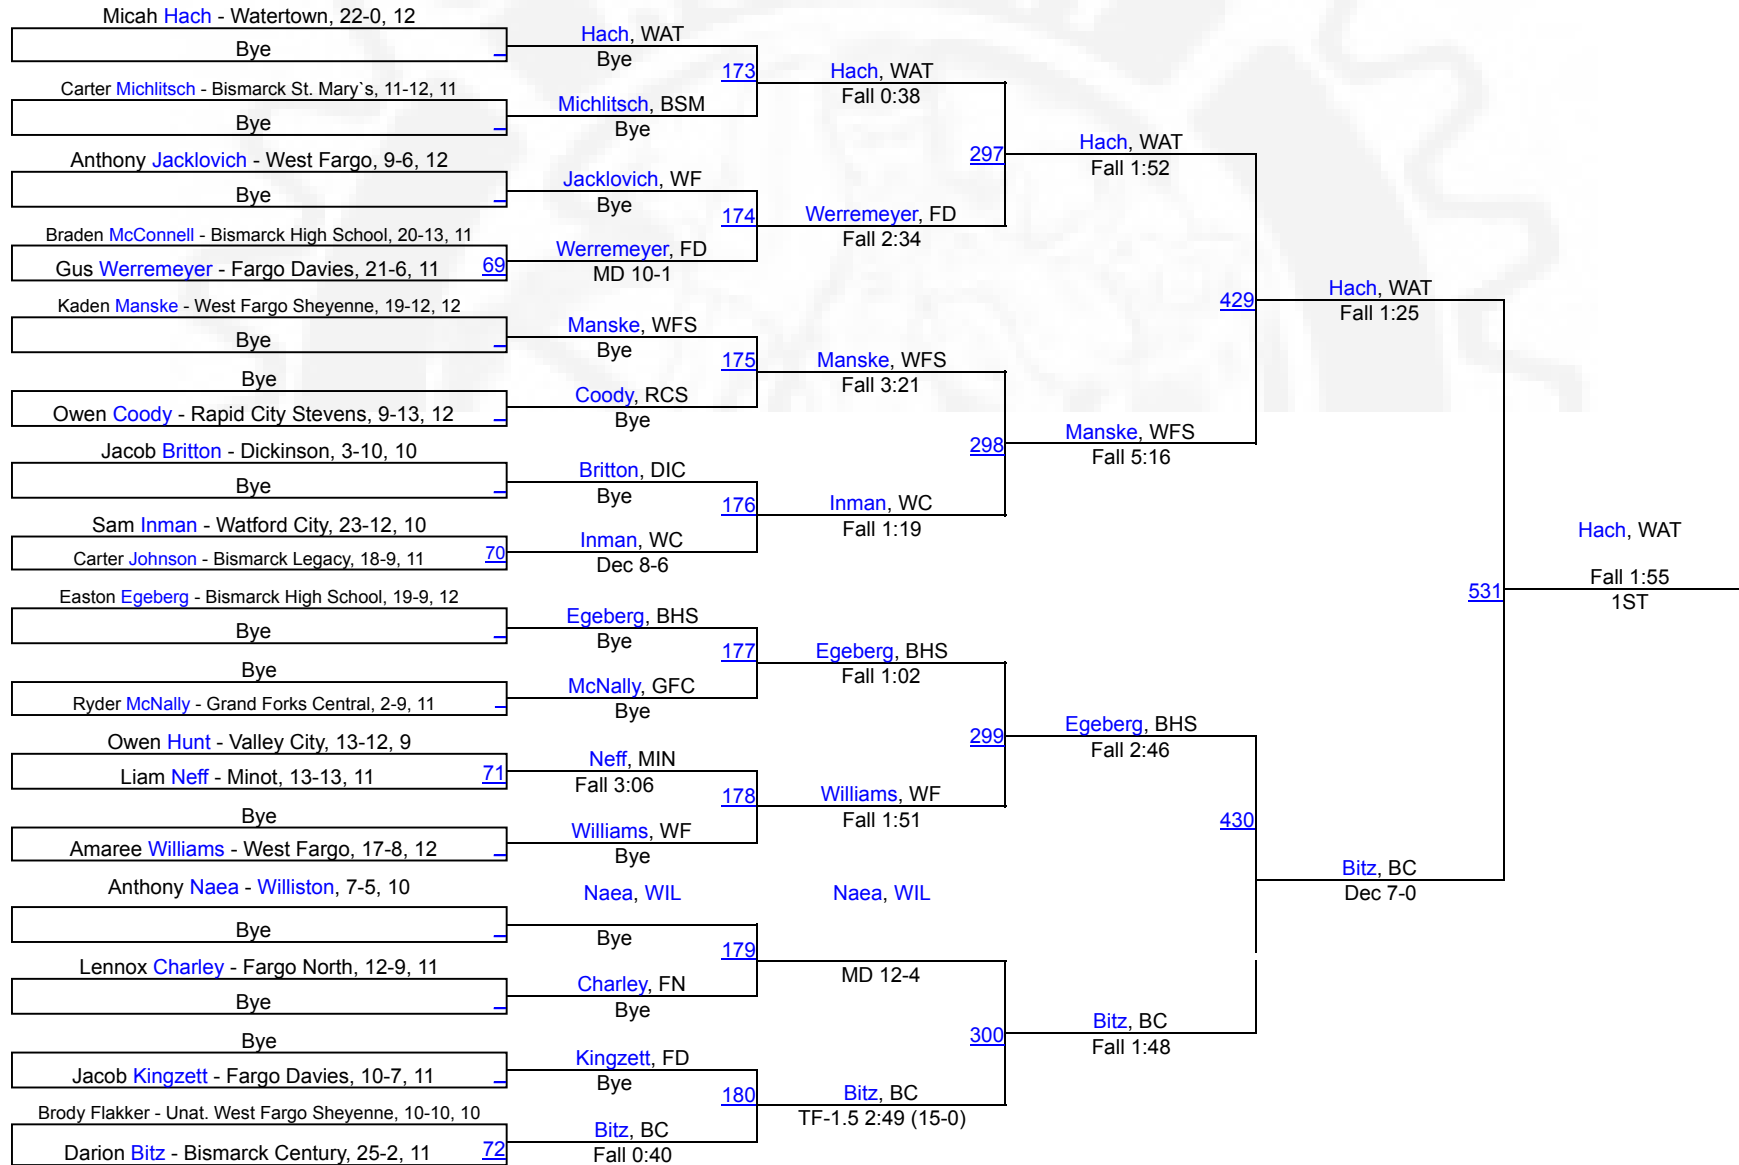 Micah Hach - Watertown, 22-0, 12
Bye
Carter Michlitsch - Bismarck St. Mary`s, 11-12, 11
Bye
Anthony Jacklovich - West Fargo, 9-6, 12
Bye
Braden McConnell - Bismarck High School, 20-13, 11
Gus Werremeyer - Fargo Davies, 21-6, 11 69
Kaden Manske - West Fargo Sheyenne, 19-12, 12
Bye
Bye
Owen Coody - Rapid City Stevens, 9-13, 12
Jacob Britton - Dickinson, 3-10, 10
Bye
Sam Inman - Watford City, 23-12, 10
Carter Johnson - Bismarck Legacy, 18-9, 11 70
Easton Egeberg - Bismarck High School, 19-9, 12
Bye
Bye
Ryder McNally - Grand Forks Central, 2-9, 11
Owen Hunt - Valley City, 13-12, 9
Liam Neff - Minot, 13-13, 11 71
Bye
Amaree Williams - West Fargo, 17-8, 12
Anthony Naea - Williston, 7-5, 10
Bye
Lennox Charley - Fargo North, 12-9, 11
Bye
Bye
Jacob Kingzett - Fargo Davies, 10-7, 11
Brody Flakker - Unat. West Fargo Sheyenne, 10-10, 10
Darion Bitz - Bismarck Century, 25-2, 11 72
Hach, WAT
Bye
173
Michlitsch, BSM
Bye
Jacklovich, WF
Bye
174
Werremeyer, FD
MD 10-1
Manske, WFS
Bye
175
Coody, RCS
Bye
Britton, DIC
Bye
176
Inman, WC
Dec 8-6
Egeberg, BHS
Bye
177
McNally, GFC
Bye
Neff, MIN
Fall 3:06
178
Williams, WF
Bye
Naea, WIL
Bye
179
Charley, FN
Bye
Kingzett, FD
Bye
180
Bitz, BC
Fall 0:40
Hach, WAT
Fall 0:38
297
Werremeyer, FD
Fall 2:34
Manske, WFS
Fall 3:21
298
Inman, WC
Fall 1:19
Egeberg, BHS
Fall 1:02
299
Williams, WF
Fall 1:51
Naea, WIL
MD 12-4
300
Bitz, BC
TF-1.5 2:49 (15-0)
Hach, WAT
Fall 1:52
429
Manske, WFS
Fall 5:16
Egeberg, BHS
Fall 2:46
430
Bitz, BC
Fall 1:48
Hach, WAT
Fall 1:25
531
Bitz, BC
Dec 7-0
Hach, WAT
Fall 1:55
1ST